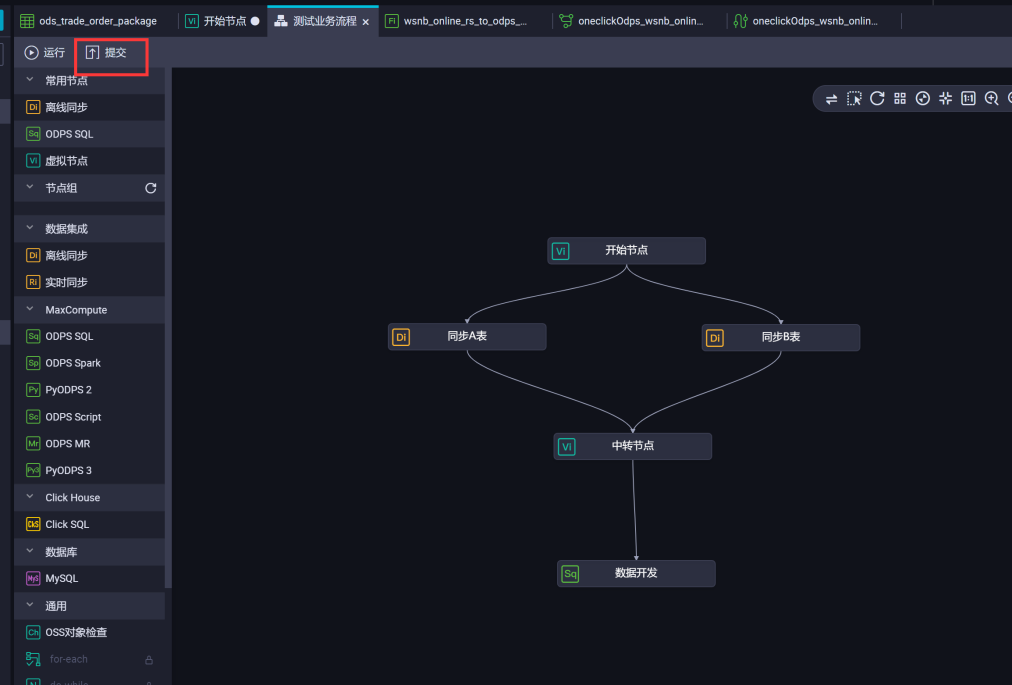 ods_trade_order_package
Vi 开始节点
测试业务流程
FI wsnb_online_rs_to_odps_...
oneclickOdps_wsnb_onlin...
oneclickOdps_wsnb_onlin...
运行
提交
常用节点
Di 离线同步
Sq ODPS SQL
Vi 虚拟节点
节点组
数据集成
Di 离线同步
Ri 实时同步
MaxCompute
Sq ODPS SQL
Sp ODPS Spark
Py PyODPS 2
Sc ODPS Script
Mr ODPS MR
Py3 PyODPS 3
Click House
CkS Click SQL
数据库
MyS MySQL
通用
Ch OSS对象检查
for-each
do-while
1:1
Vi 开始节点
Di 同步A表
Di 同步B表
Vi 中转节点
Sq 数据开发